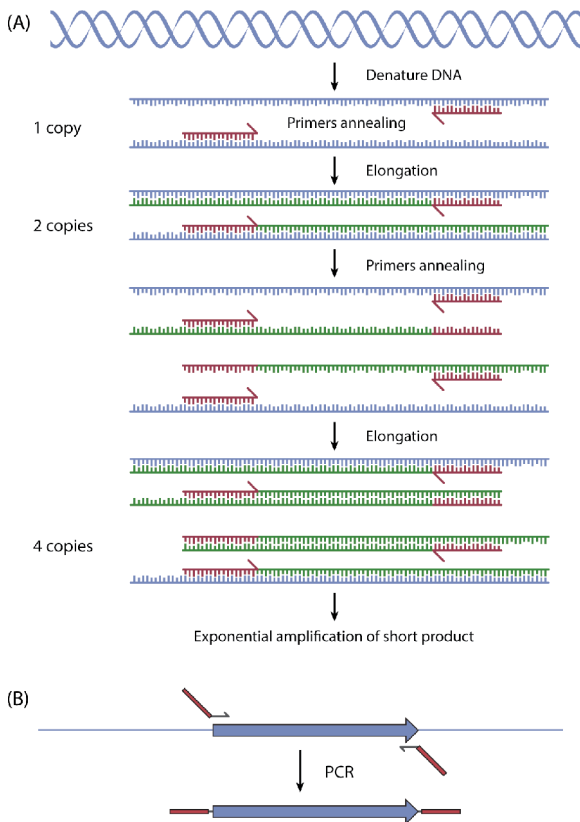 (A)
Denature DNA
1 copy
Primers annealing
Elongation
2 copies
Primers annealing
Elongation
4 copies
Exponential amplification of short product
(B)
PCR